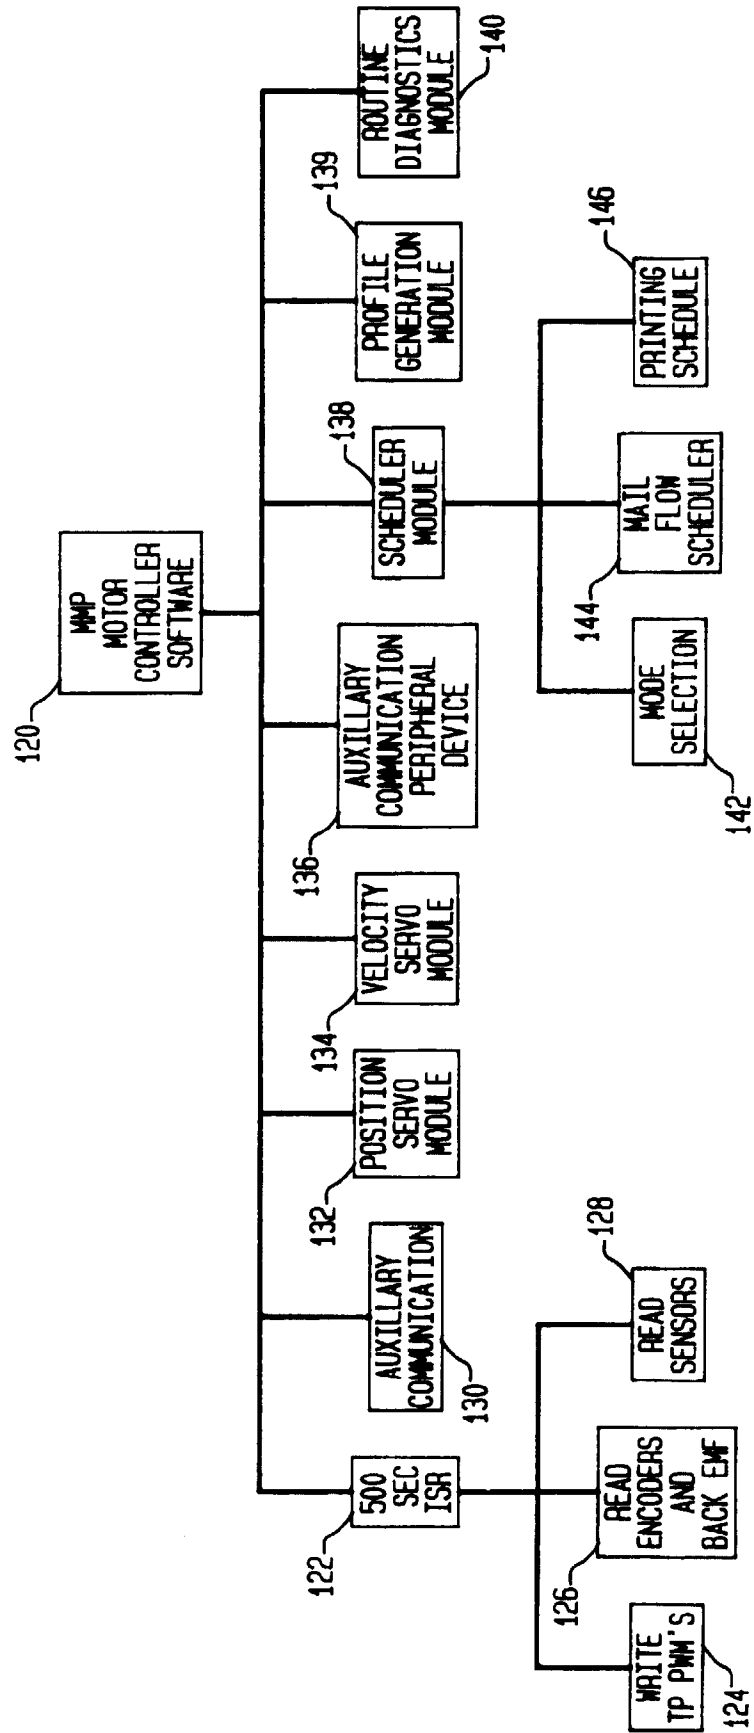 MMP
MOTOR
CONTROLLER
SOFTWARE
120
500
SEC
ISR
122
AUXILLARY
COMMUNICATION
130
POSITION
SERVO
MODULE
132
VELOCITY
SERVO
MODULE
134
AUXILLARY
COMMUNICATION
PERIPHERAL
DEVICE
136
SCHEDULER
MODULE
138
PROFILE
GENERATION
MODULE
139
ROUTINE
DIAGNOSTICS
MODULE
140
WRITE
TP PWM'S
124
READ
ENCODERS
AND
BACK EMF
126
READ
SENSORS
128
MODE
SELECTION
142
MAIL
FLOW
SCHEDULER
144
PRINTING
SCHEDULE
146